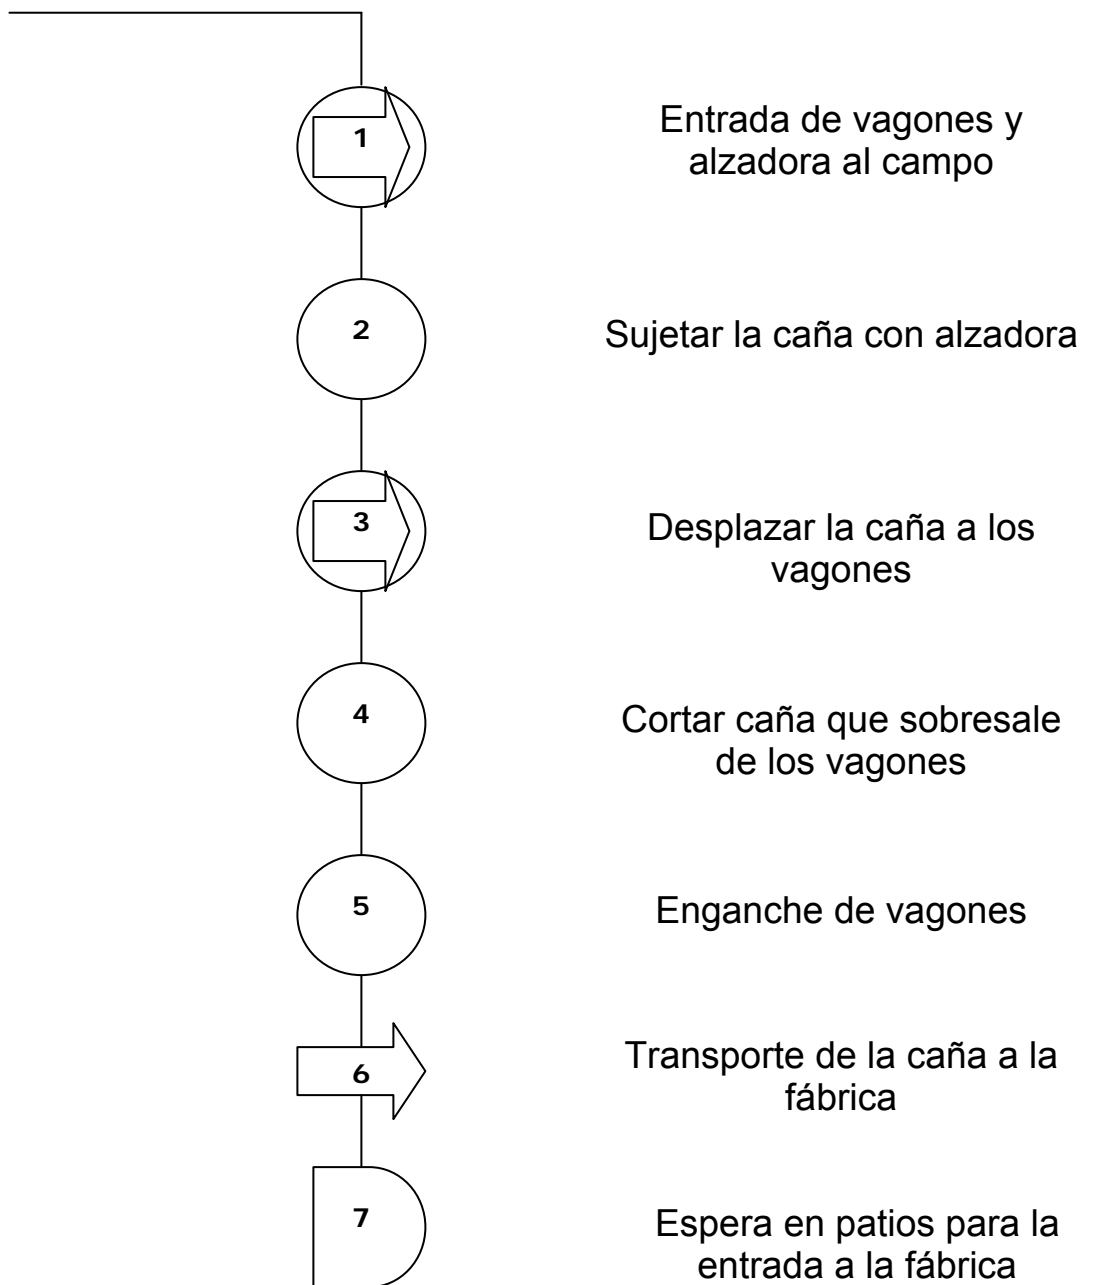 1
Entrada de vagones y
alzadora al campo
2
Sujetar la caña con alzadora
3
Desplazar la caña a los
vagones
4
Cortar caña que sobresale
de los vagones
5
Enganche de vagones
6
Transporte de la caña a la
fábrica
7
Espera en patios para la
entrada a la fábrica